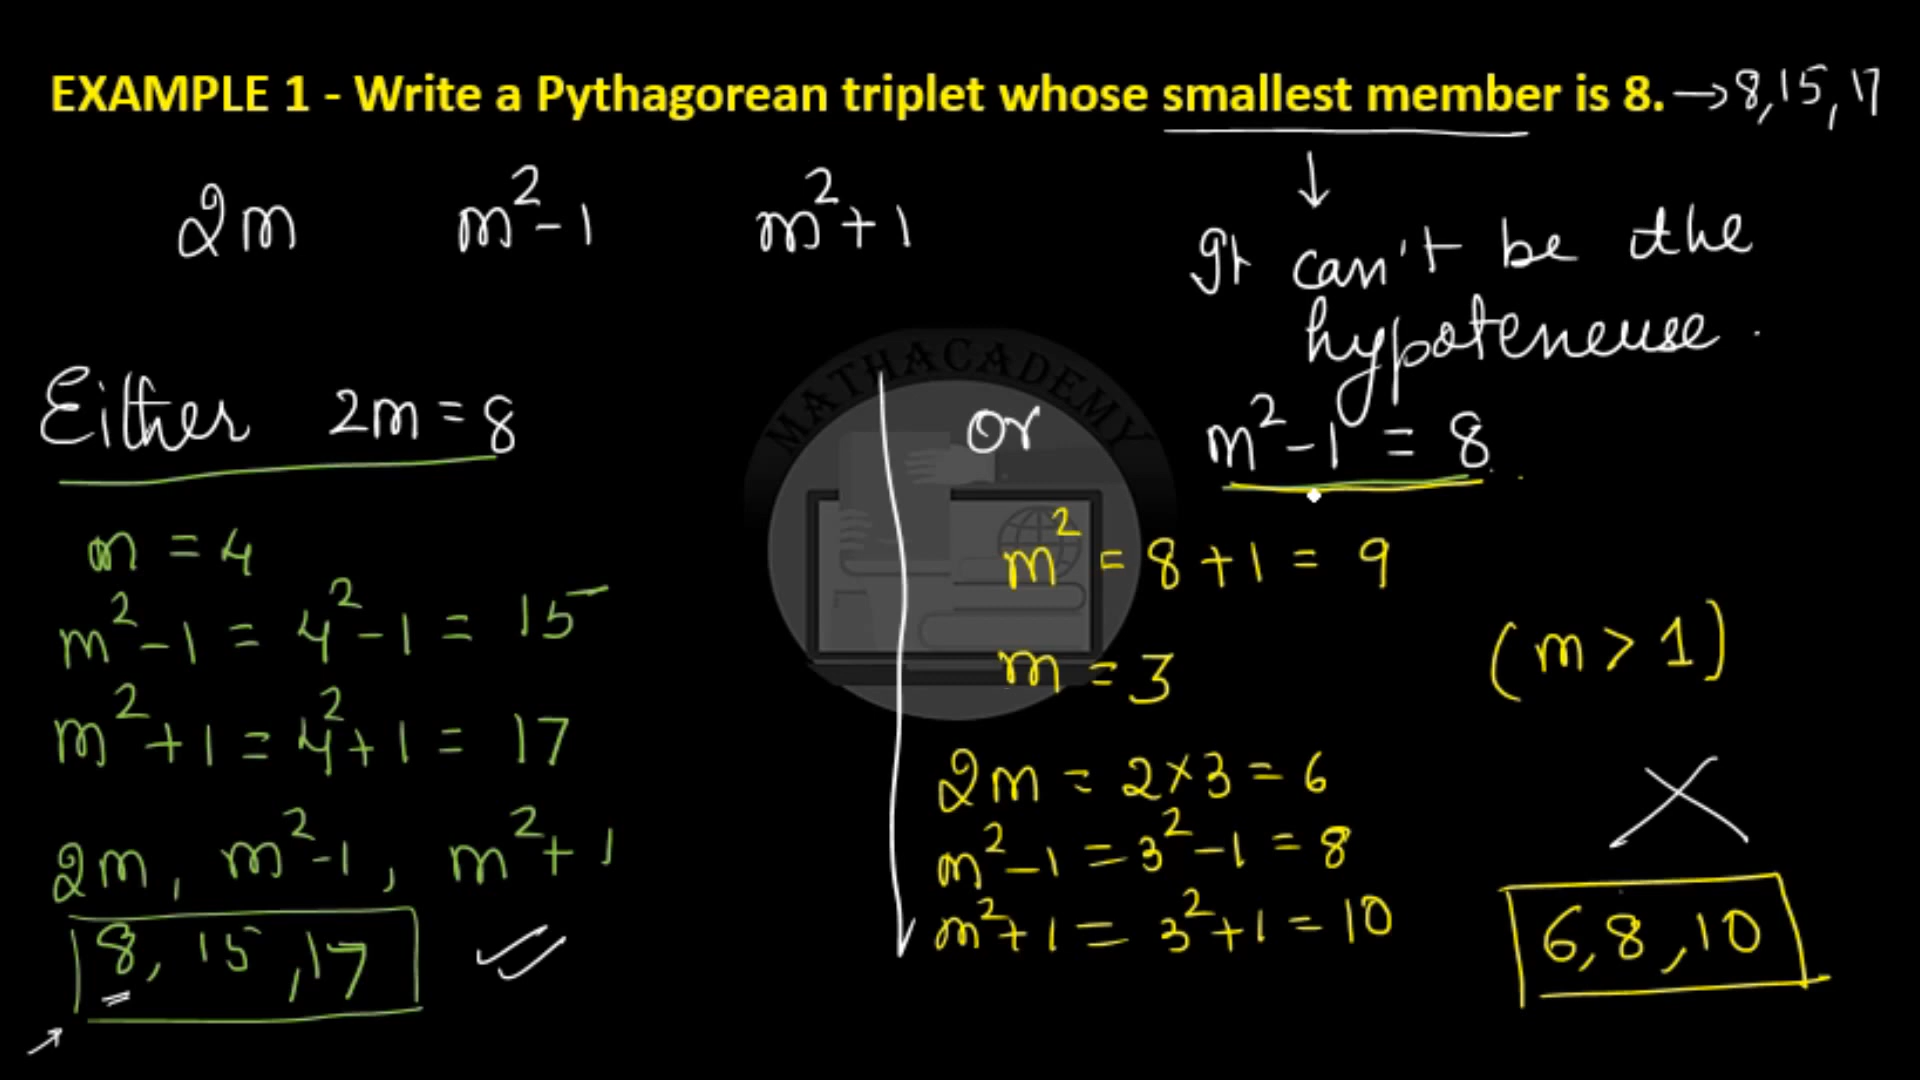 EXAMPLE 1 - Write a Pythagorean triplet whose smallest member is 8. → 8, 15, 17
2m m²-1 m²+1
It can't be the
hypoteneuse.
MATHACADEMY
Either 2m = 8
m = 4
m²-1 = 4²-1 = 15
m²+1 = 4²+1 = 17
2m, m²-1, m²+1
8, 15, 17
or m²-1 = 8
m² = 8+1 = 9
m = 3
(m > 1)
2m = 2×3 = 6
m²-1 = 3²-1 = 8
m²+1 = 3²+1 = 10
6, 8, 10